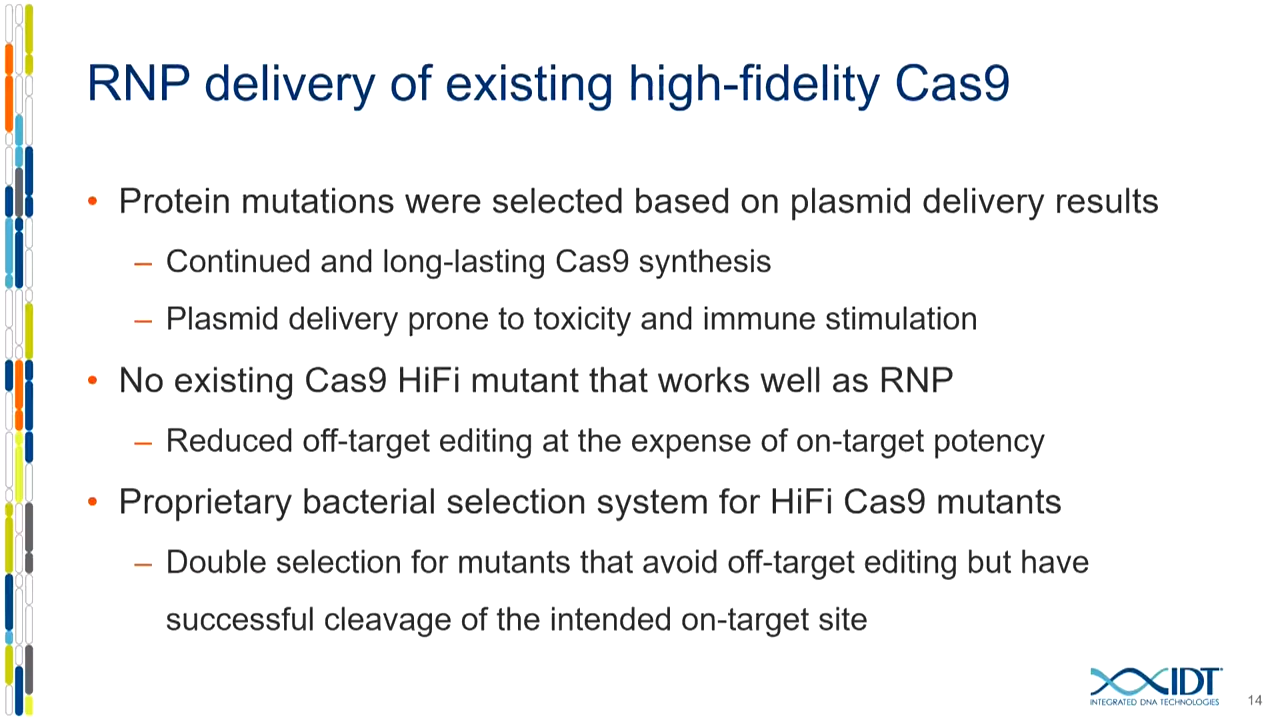 RNP delivery of existing high-fidelity Cas9
• Protein mutations were selected based on plasmid delivery results
– Continued and long-lasting Cas9 synthesis
– Plasmid delivery prone to toxicity and immune stimulation
• No existing Cas9 HiFi mutant that works well as RNP
– Reduced off-target editing at the expense of on-target potency
• Proprietary bacterial selection system for HiFi Cas9 mutants
– Double selection for mutants that avoid off-target editing but have
successful cleavage of the intended on-target site
IDT
INTEGRATED DNA TECHNOLOGIES
14